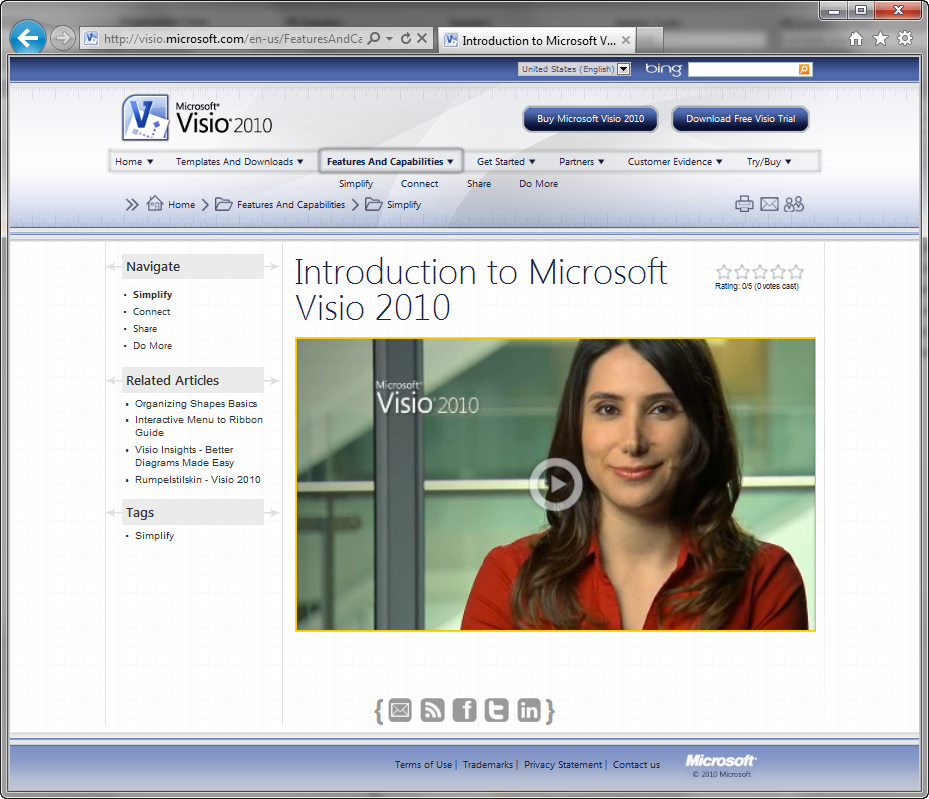 http://visio.microsoft.com/en-us/FeaturesAndCa
Introduction to Microsoft V...
United States (English)
bing
Microsoft®
Visio® 2010
Buy Microsoft Visio 2010
Download Free Visio Trial
Home
Templates And Downloads
Features And Capabilities
Get Started
Partners
Customer Evidence
Try/Buy
Simplify
Connect
Share
Do More
Home
Features And Capabilities
Simplify
Navigate
Simplify
Connect
Share
Do More
Related Articles
Organizing Shapes Basics
Interactive Menu to Ribbon
Guide
Visio Insights - Better
Diagrams Made Easy
Rumpelstilskin - Visio 2010
Tags
Simplify
Introduction to Microsoft
Visio 2010
Rating: 0/5 (0 votes cast)
Microsoft®
Visio® 2010
Terms of Use | Trademarks | Privacy Statement | Contact us
Microsoft®
© 2010 Microsoft